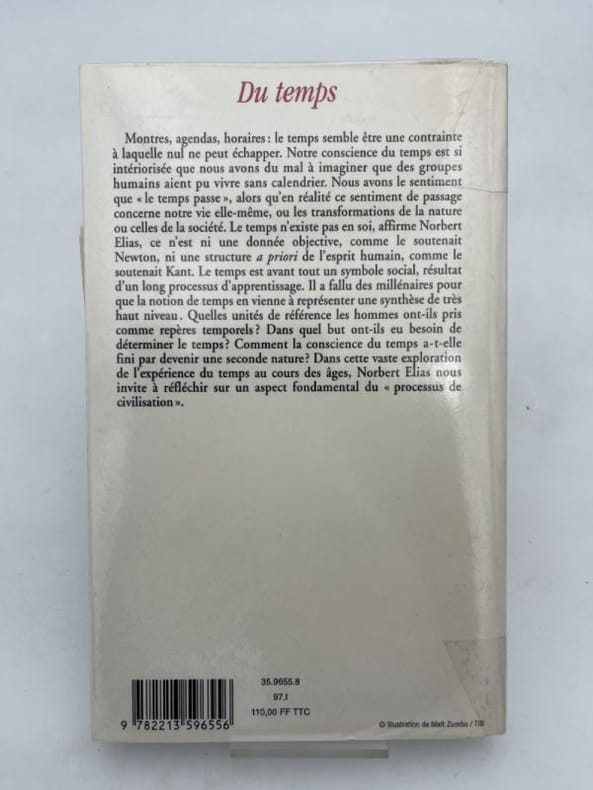 Du temps
Montres, agendas, horaires : le temps semble être une contrainte
à laquelle nul ne peut échapper. Notre conscience du temps est si
intériorisée que nous avons du mal à imaginer que des groupes
humains aient pu vivre sans calendrier. Nous avons le sentiment
que « le temps passe », alors qu'en réalité ce sentiment de passage
concerne notre vie elle-même, ou les transformations de la nature
ou celles de la société. Le temps n'existe pas en soi, affirme Norbert
Elias, ce n'est ni une donnée objective, comme le soutenait
Newton, ni une structure a priori de l'esprit humain, comme le
soutenait Kant. Le temps est avant tout un symbole social, résultat
d'un long processus d'apprentissage. Il a fallu des millénaires pour
que la notion de temps en vienne à représenter une synthèse de très
haut niveau. Quelles unités de référence les hommes ont-ils pris
comme repères temporels ? Dans quel but ont-ils eu besoin de
déterminer le temps ? Comment la conscience du temps a-t-elle
fini par devenir une seconde nature ? Dans cette vaste exploration
de l'expérience du temps au cours des âges, Norbert Elias nous
invite à réfléchir sur un aspect fondamental du « processus de
civilisation ».
35.9655.8
97.I
110,00 FF TTC
9 782213 596556
© Illustration de Matt Zumbo /